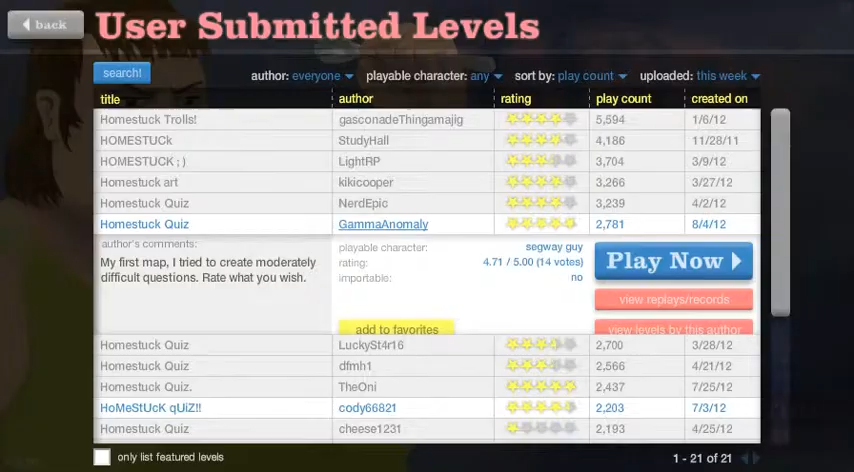 back
User Submitted Levels
search!
author: everyone playable character: any sort by: play count uploaded: this week
title author rating play count created on
Homestuck Trolls! gasconadeThingamajig 5,594 1/6/12
HOMESTUCk StudyHall 4,186 11/28/11
HOMESTUCK ; ) LightRP 3,704 3/9/12
Homestuck art kikicooper 3,266 3/27/12
Homestuck Quiz NerdEpic 3,239 4/2/12
Homestuck Quiz GammaAnomaly 2,781 8/4/12
author's comments:
My first map, I tried to create moderately
difficult questions. Rate what you wish.
playable character: segway guy
rating: 4.71 / 5.00 (14 votes)
importable: no
add to favorites
Play Now
view replays/records
view levels by this author
Homestuck Quiz LuckySt4r16 2,700 3/28/12
Homestuck Quiz dfmh1 2,566 4/21/12
Homestuck Quiz. TheOni 2,437 7/25/12
HoMeStUcK qUiZ!! cody66821 2,203 7/3/12
Homestuck Quiz cheese1231 2,193 4/25/12
only list featured levels
1 - 21 of 21